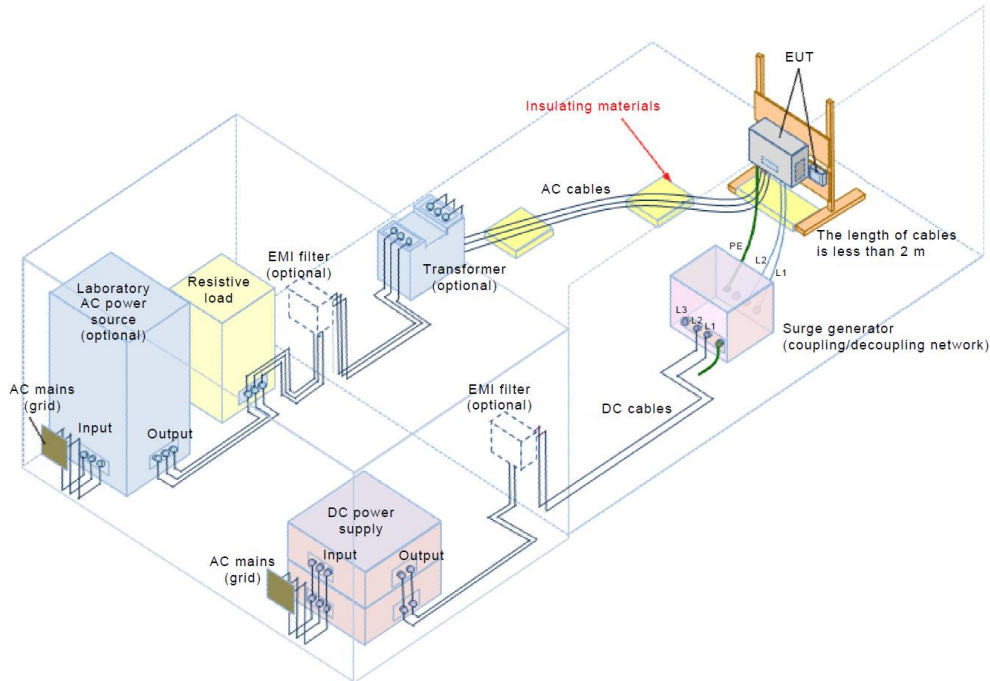 EUT
Insulating materials
AC cables
The length of cables
is less than 2 m
PE
L2
L1
EMI filter
(optional)
Transformer
(optional)
Laboratory
AC power
source
(optional)
Resistive
load
L3
L2
L1
Surge generator
(coupling/decoupling network)
AC mains
(grid)
Input
Output
EMI filter
(optional)
DC cables
DC power
supply
Input
Output
AC mains
(grid)